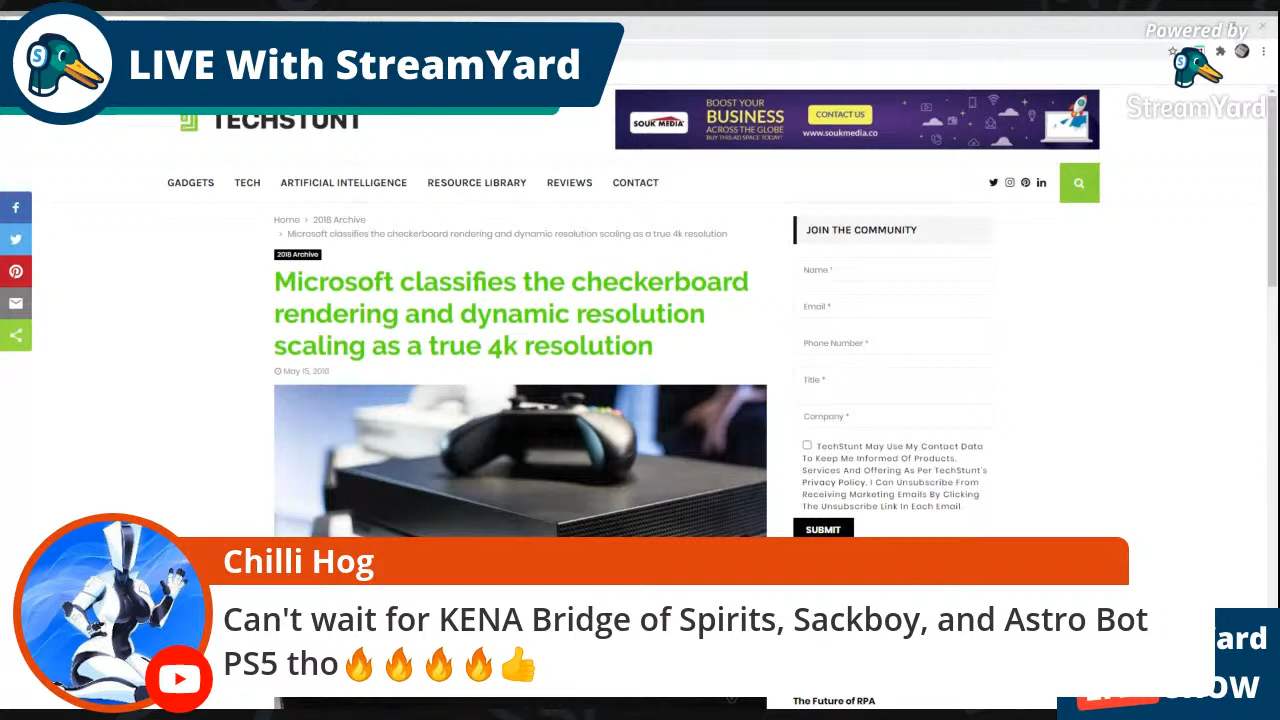 LIVE With StreamYard
Powered by
StreamYard
TECHSTUNT
SOUK MEDIA
BOOST YOUR
BUSINESS
ACROSS THE GLOBE
BUY THIS AD SPACE TODAY!
CONTACT US
www.soukmedia.co
GADGETS TECH ARTIFICIAL INTELLIGENCE RESOURCE LIBRARY REVIEWS CONTACT
Home > 2018 Archive
> Microsoft classifies the checkerboard rendering and dynamic resolution scaling as a true 4k resolution
2018 Archive
Microsoft classifies the checkerboard
rendering and dynamic resolution
scaling as a true 4k resolution
May 15, 2018
JOIN THE COMMUNITY
Name *
Email *
Phone Number *
Title *
Company *
TechStunt May Use My Contact Data
To Keep Me Informed Of Products,
Services And Offering As Per TechStunt's
Privacy Policy. I Can Unsubscribe From
Receiving Marketing Emails By Clicking
The Unsubscribe Link In Each Email.
SUBMIT
Chilli Hog
Can't wait for KENA Bridge of Spirits, Sackboy, and Astro Bot
PS5 tho🔥🔥🔥🔥👍
The Future of RPA